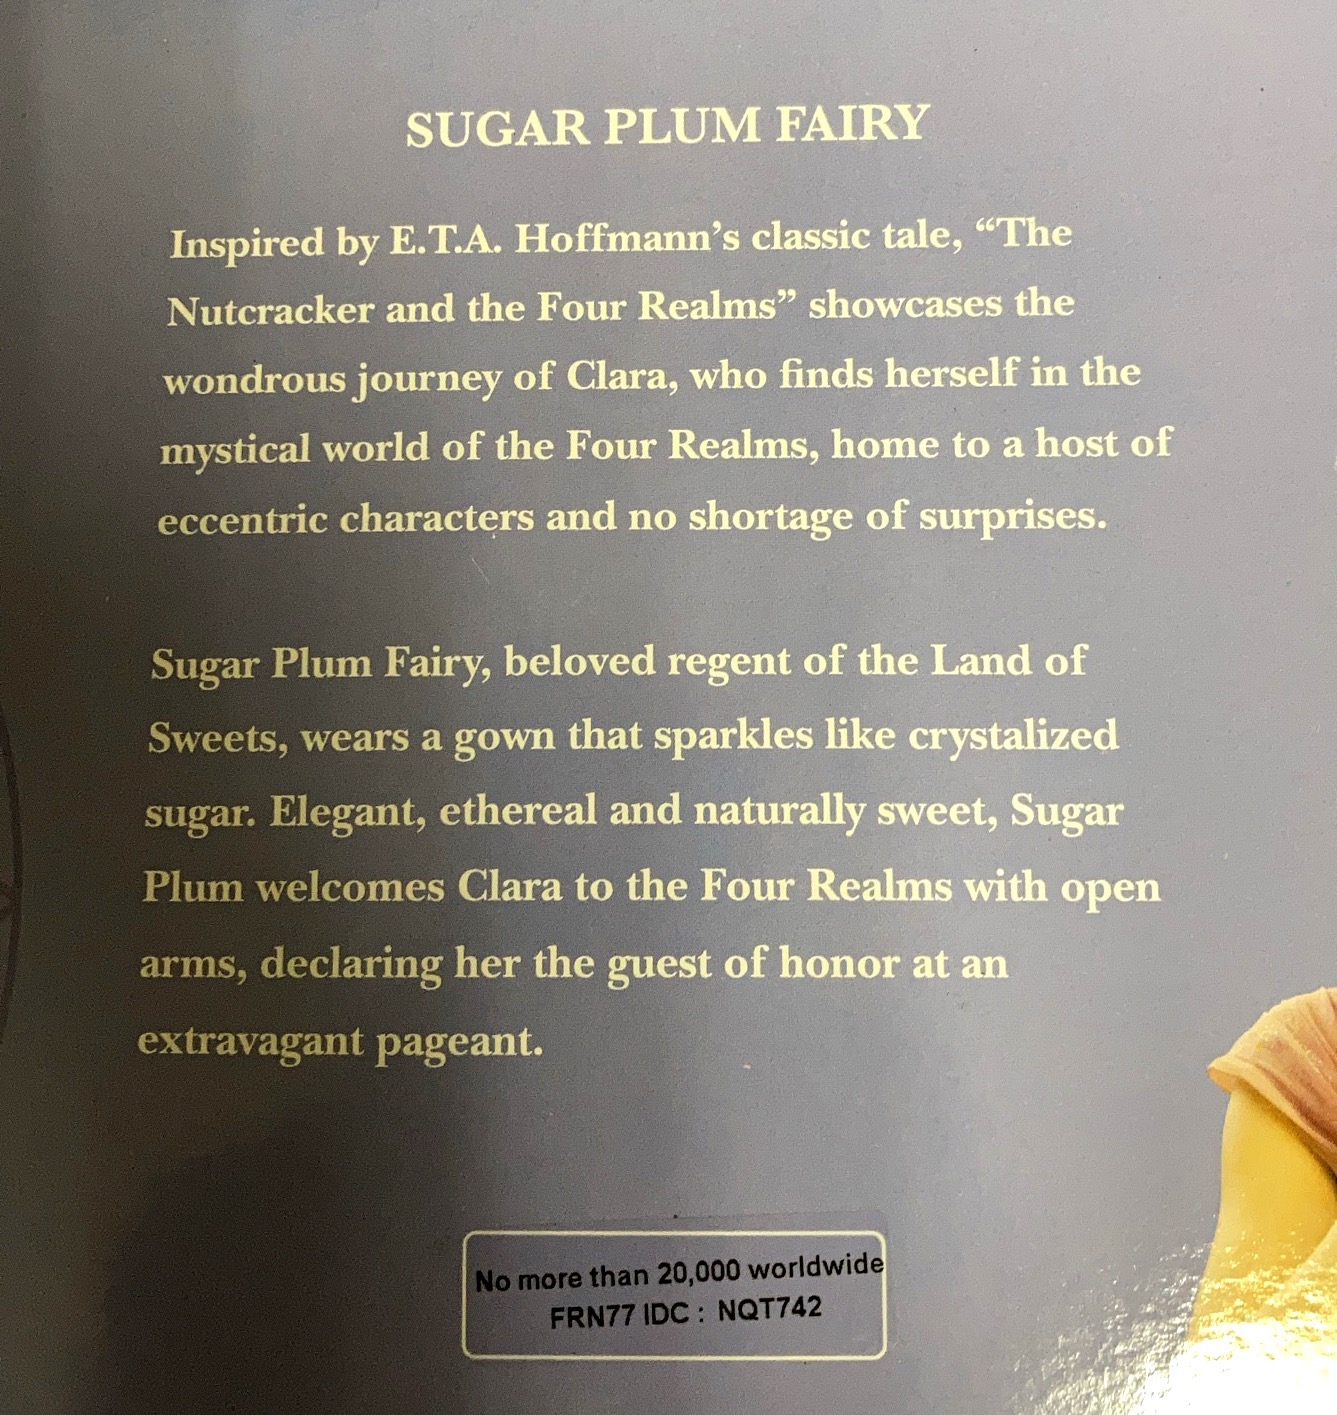 SUGAR PLUM FAIRY
Inspired by E.T.A. Hoffmann’s classic tale, “The
Nutcracker and the Four Realms” showcases the
wondrous journey of Clara, who finds herself in the
mystical world of the Four Realms, home to a host of
eccentric characters and no shortage of surprises.
Sugar Plum Fairy, beloved regent of the Land of
Sweets, wears a gown that sparkles like crystalized
sugar. Elegant, ethereal and naturally sweet, Sugar
Plum welcomes Clara to the Four Realms with open
arms, declaring her the guest of honor at an
extravagant pageant.
No more than 20,000 worldwide
FRN77 IDC : NQT742